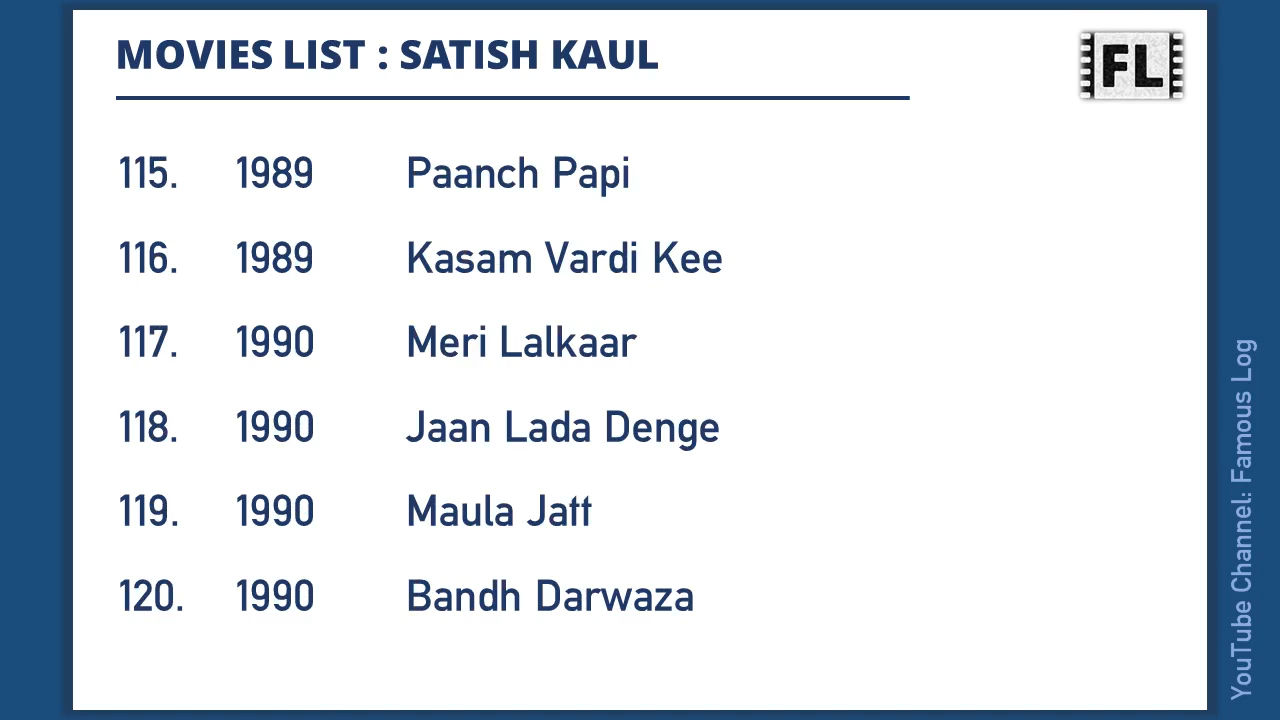 MOVIES LIST : SATISH KAUL
FL
115. 1989 Paanch Papi
116. 1989 Kasam Vardi Kee
117. 1990 Meri Lalkaar
118. 1990 Jaan Lada Denge
119. 1990 Maula Jatt
120. 1990 Bandh Darwaza
YouTube Channel: Famous Log